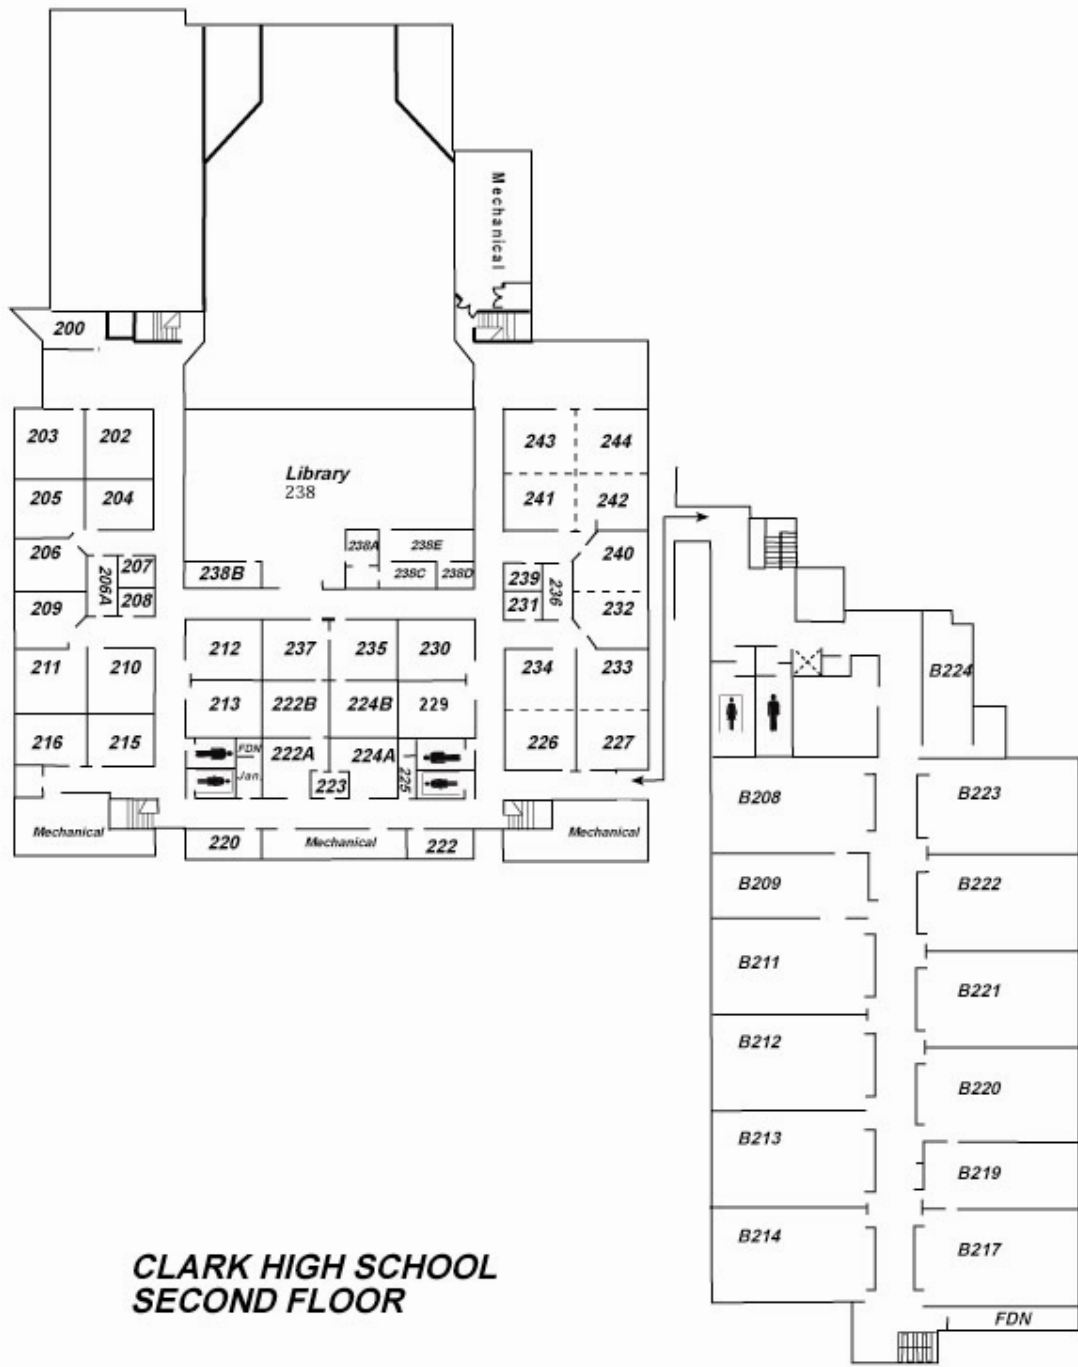 Mechanical
200
203
202
243
244
Library
238
205
204
241
242
206
207
238A
238E
240
206A
238B
238C
238D
239
236
209
208
231
232
212
237
235
230
211
210
234
233
213
222B
224B
229
216
215
FDN
222A
224A
226
227
Jan.
223
225
Mechanical
220
Mechanical
222
Mechanical
B224
B208
B223
B209
B222
B211
B221
B212
B220
B213
B219
B214
B217
FDN
CLARK HIGH SCHOOL
SECOND FLOOR